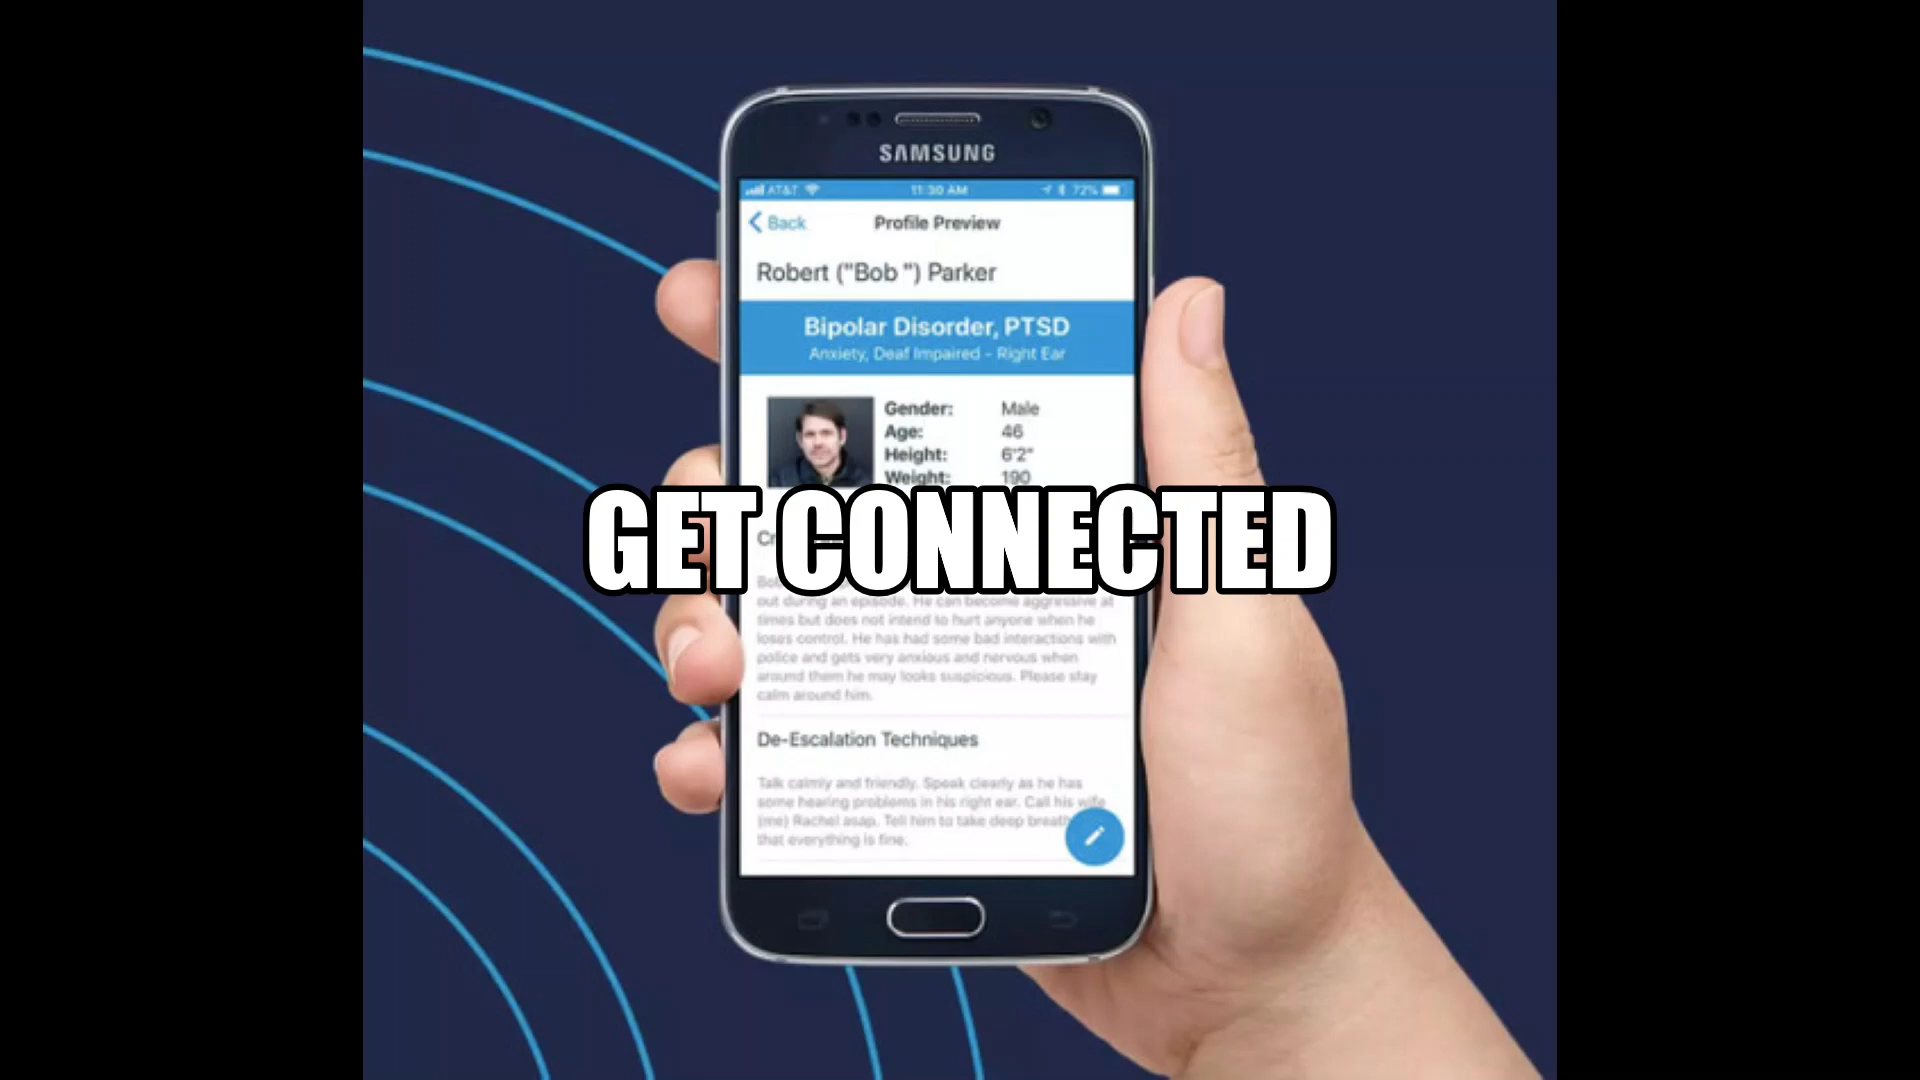 SAMSUNG
AT&T 11:30 AM 72%
Back Profile Preview
Robert ("Bob ") Parker
Bipolar Disorder, PTSD
Anxiety, Deaf Impaired - Right Ear
Gender: Male
Age: 46
Height: 6'2"
Weight: 190
GET CONNECTED
out during an episode. He can become aggressive at
times but does not intend to hurt anyone when he
loses control. He has had some bad interactions with
police and gets very anxious and nervous when
around them he may looks suspicious. Please stay
calm around him.
De-Escalation Techniques
Talk calmly and friendly. Speak clearly as he has
some hearing problems in his right ear. Call his wife
(me) Rachel asap. Tell him to take deep
that everything is fine.